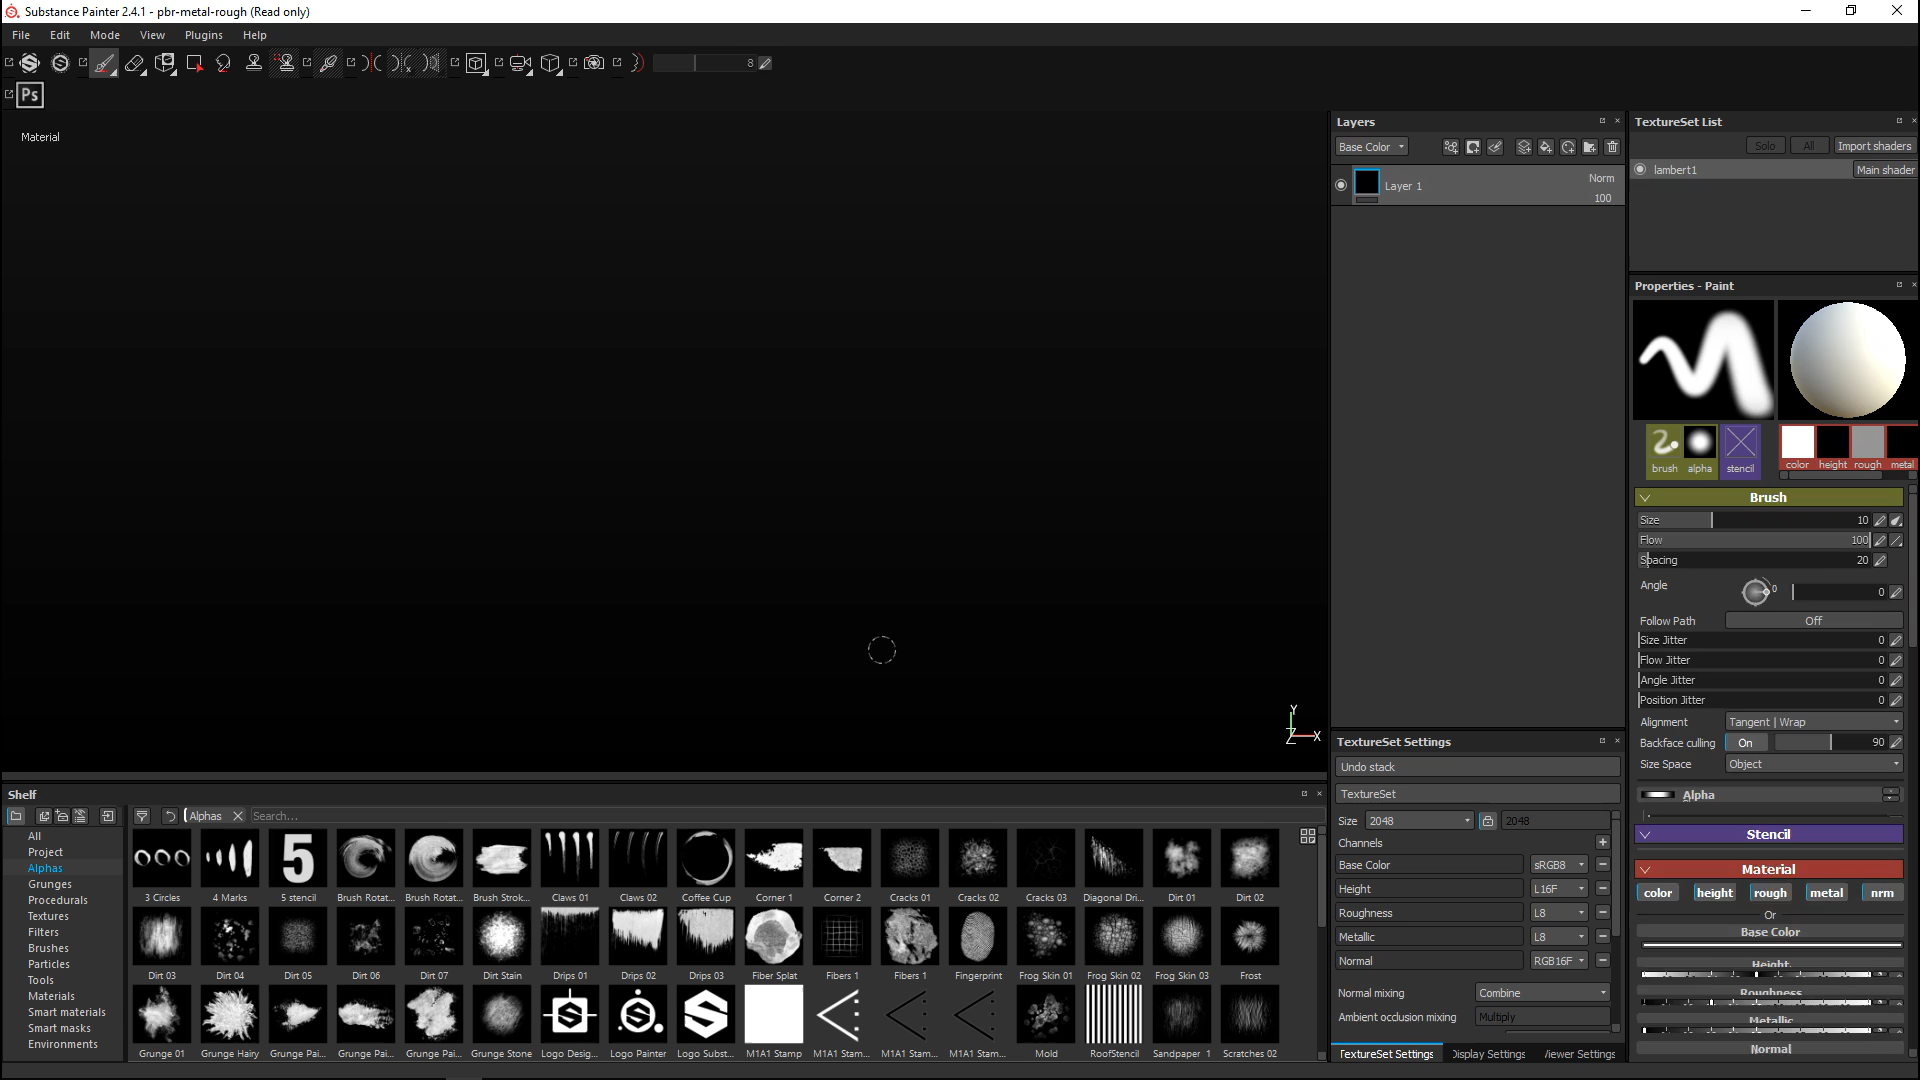 Substance Painter 2.4.1 - pbr-metal-rough (Read only)
File Edit Mode View Plugins Help
8
Ps
Material
Y
Z X
Layers
Base Color
Layer 1
Norm
100
TextureSet List
Solo All Import shaders
lambert1 Main shader
Properties - Paint
brush alpha stencil color height rough metal
Brush
Size 10
Flow 100
Spacing 20
Angle 0 0
Follow Path Off
Size Jitter 0
Flow Jitter 0
Angle Jitter 0
Position Jitter 0
Alignment Tangent | Wrap
Backface culling On 90
Size Space Object
Alpha
Stencil
Material
color height rough metal nrm
Or
Base Color
Height
Roughness
Metallic
Normal
TextureSet Settings
Undo stack
TextureSet
Size 2048 2048
Channels
Base Color sRGB8
Height L16F
Roughness L8
Metallic L8
Normal RGB16F
Normal mixing Combine
Ambient occlusion mixing Multiply
TextureSet Settings Display Settings Viewer Settings
Shelf
Alphas Search...
All
Project
Alphas
Grunges
Procedurals
Textures
Filters
Brushes
Particles
Tools
Materials
Smart materials
Smart masks
Environments
5
3 Circles 4 Marks 5 stencil Brush Rotat... Brush Rotat... Brush Strok... Claws 01 Claws 02 Coffee Cup Corner 1 Corner 2 Cracks 01 Cracks 02 Cracks 03 Diagonal Dri... Dirt 01 Dirt 02
Dirt 03 Dirt 04 Dirt 05 Dirt 06 Dirt 07 Dirt Stain Drips 01 Drips 02 Drips 03 Fiber Splat Fibers 1 Fibers 1 Fingerprint Frog Skin 01 Frog Skin 02 Frog Skin 03 Frost
Grunge 01 Grunge Hairy Grunge Pai... Grunge Pai... Grunge Pai... Grunge Stone Logo Desig... Logo Painter Logo Subst... M1A1 Stamp M1A1 Stam... M1A1 Stam... M1A1 Stam... Mold RoofStencil Sandpaper 1 Scratches 02